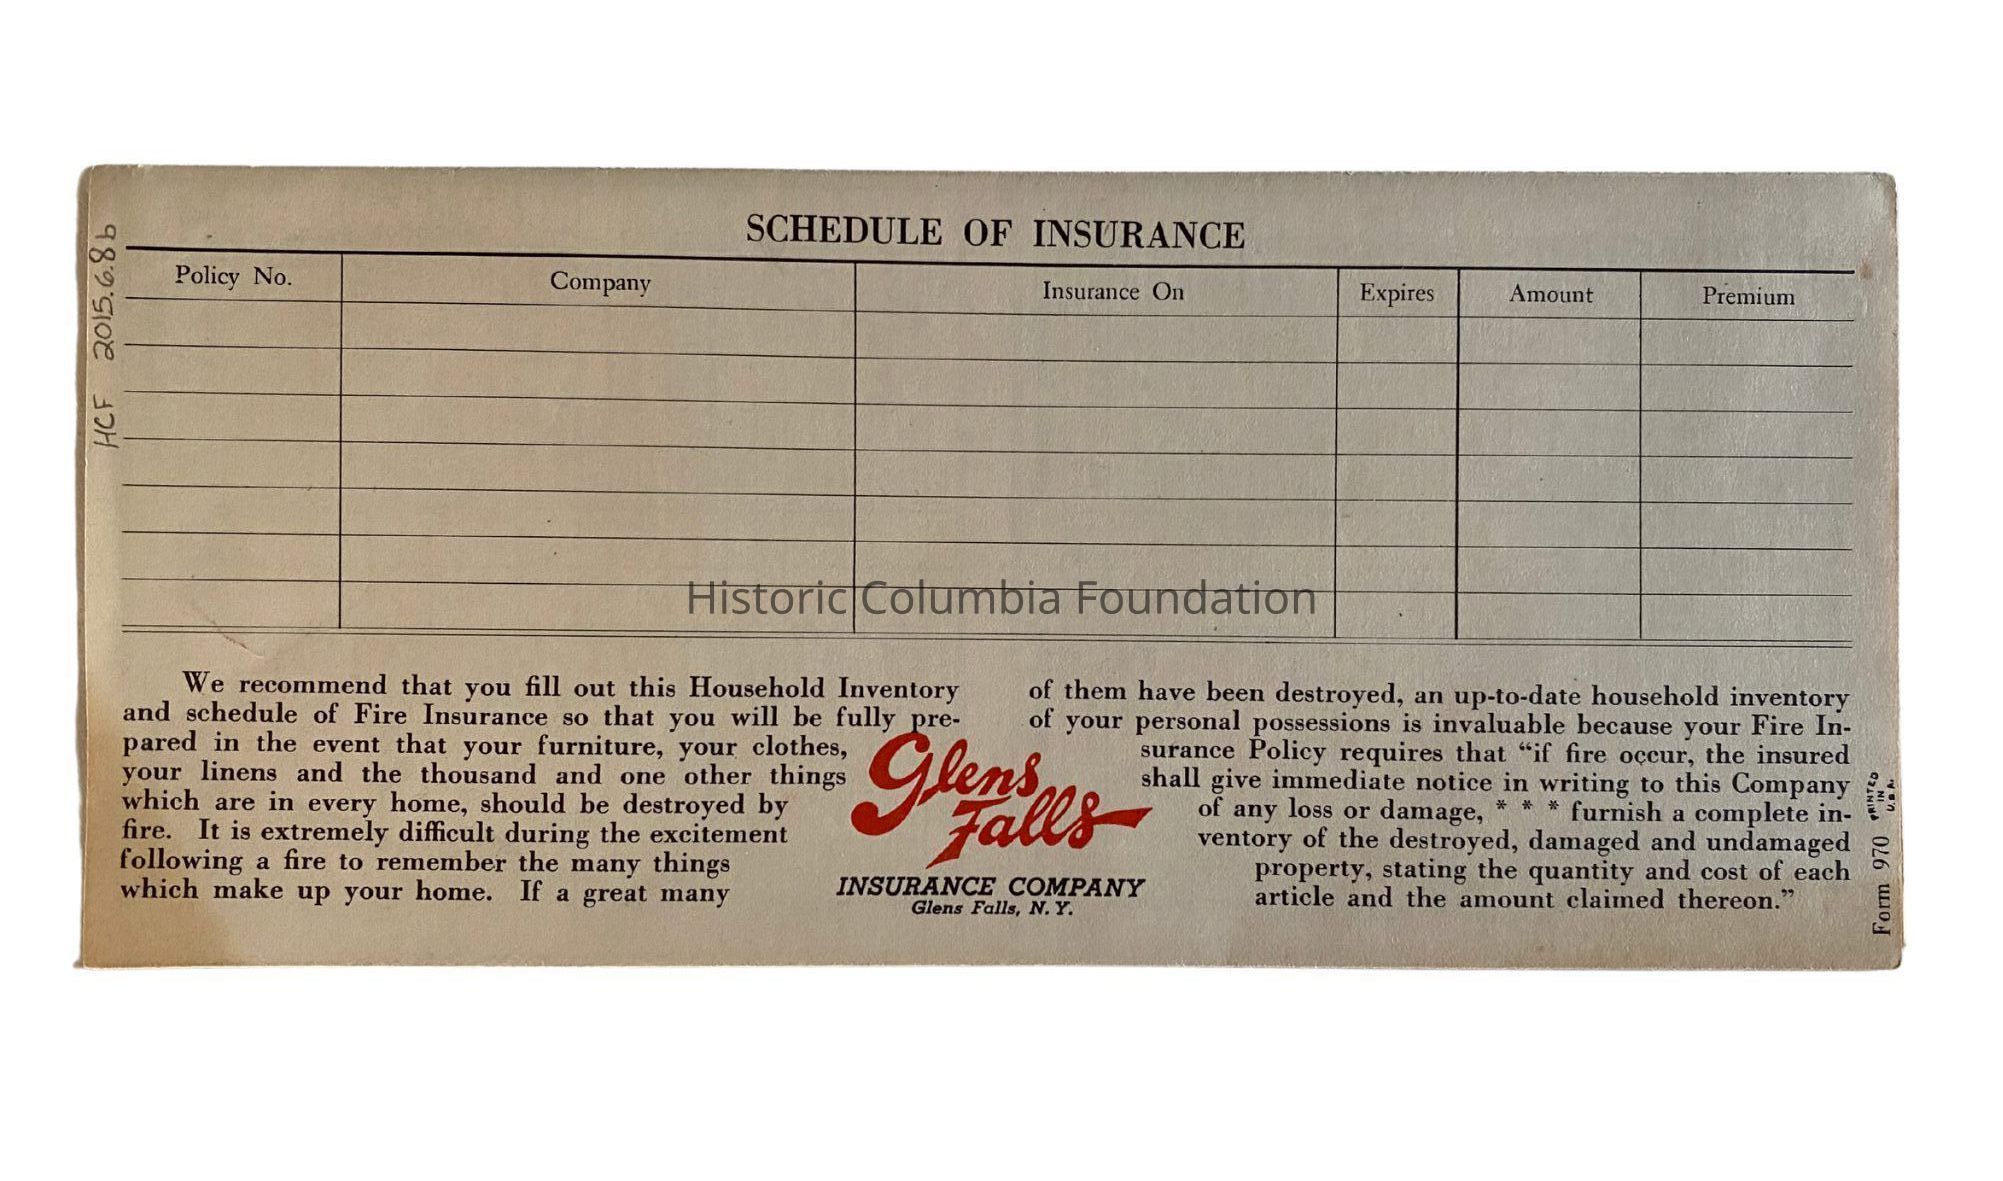 SCHEDULE OF INSURANCE
Policy No. Company Insurance On Expires Amount Premium
HCF 2015.6.8b
Historic Columbia Foundation
We recommend that you fill out this Household Inventory
and schedule of Fire Insurance so that you will be fully pre-
pared in the event that your furniture, your clothes,
your linens and the thousand and one other things
which are in every home, should be destroyed by
fire. It is extremely difficult during the excitement
following a fire to remember the many things
which make up your home. If a great many
Glens
Falls
INSURANCE COMPANY
Glens Falls, N. Y.
of them have been destroyed, an up-to-date household inventory
of your personal possessions is invaluable because your Fire In-
surance Policy requires that “if fire occur, the insured
shall give immediate notice in writing to this Company
of any loss or damage, * * * furnish a complete in-
ventory of the destroyed, damaged and undamaged
property, stating the quantity and cost of each
article and the amount claimed thereon.”
Form 970
PRINTED
IN
U.S.A.